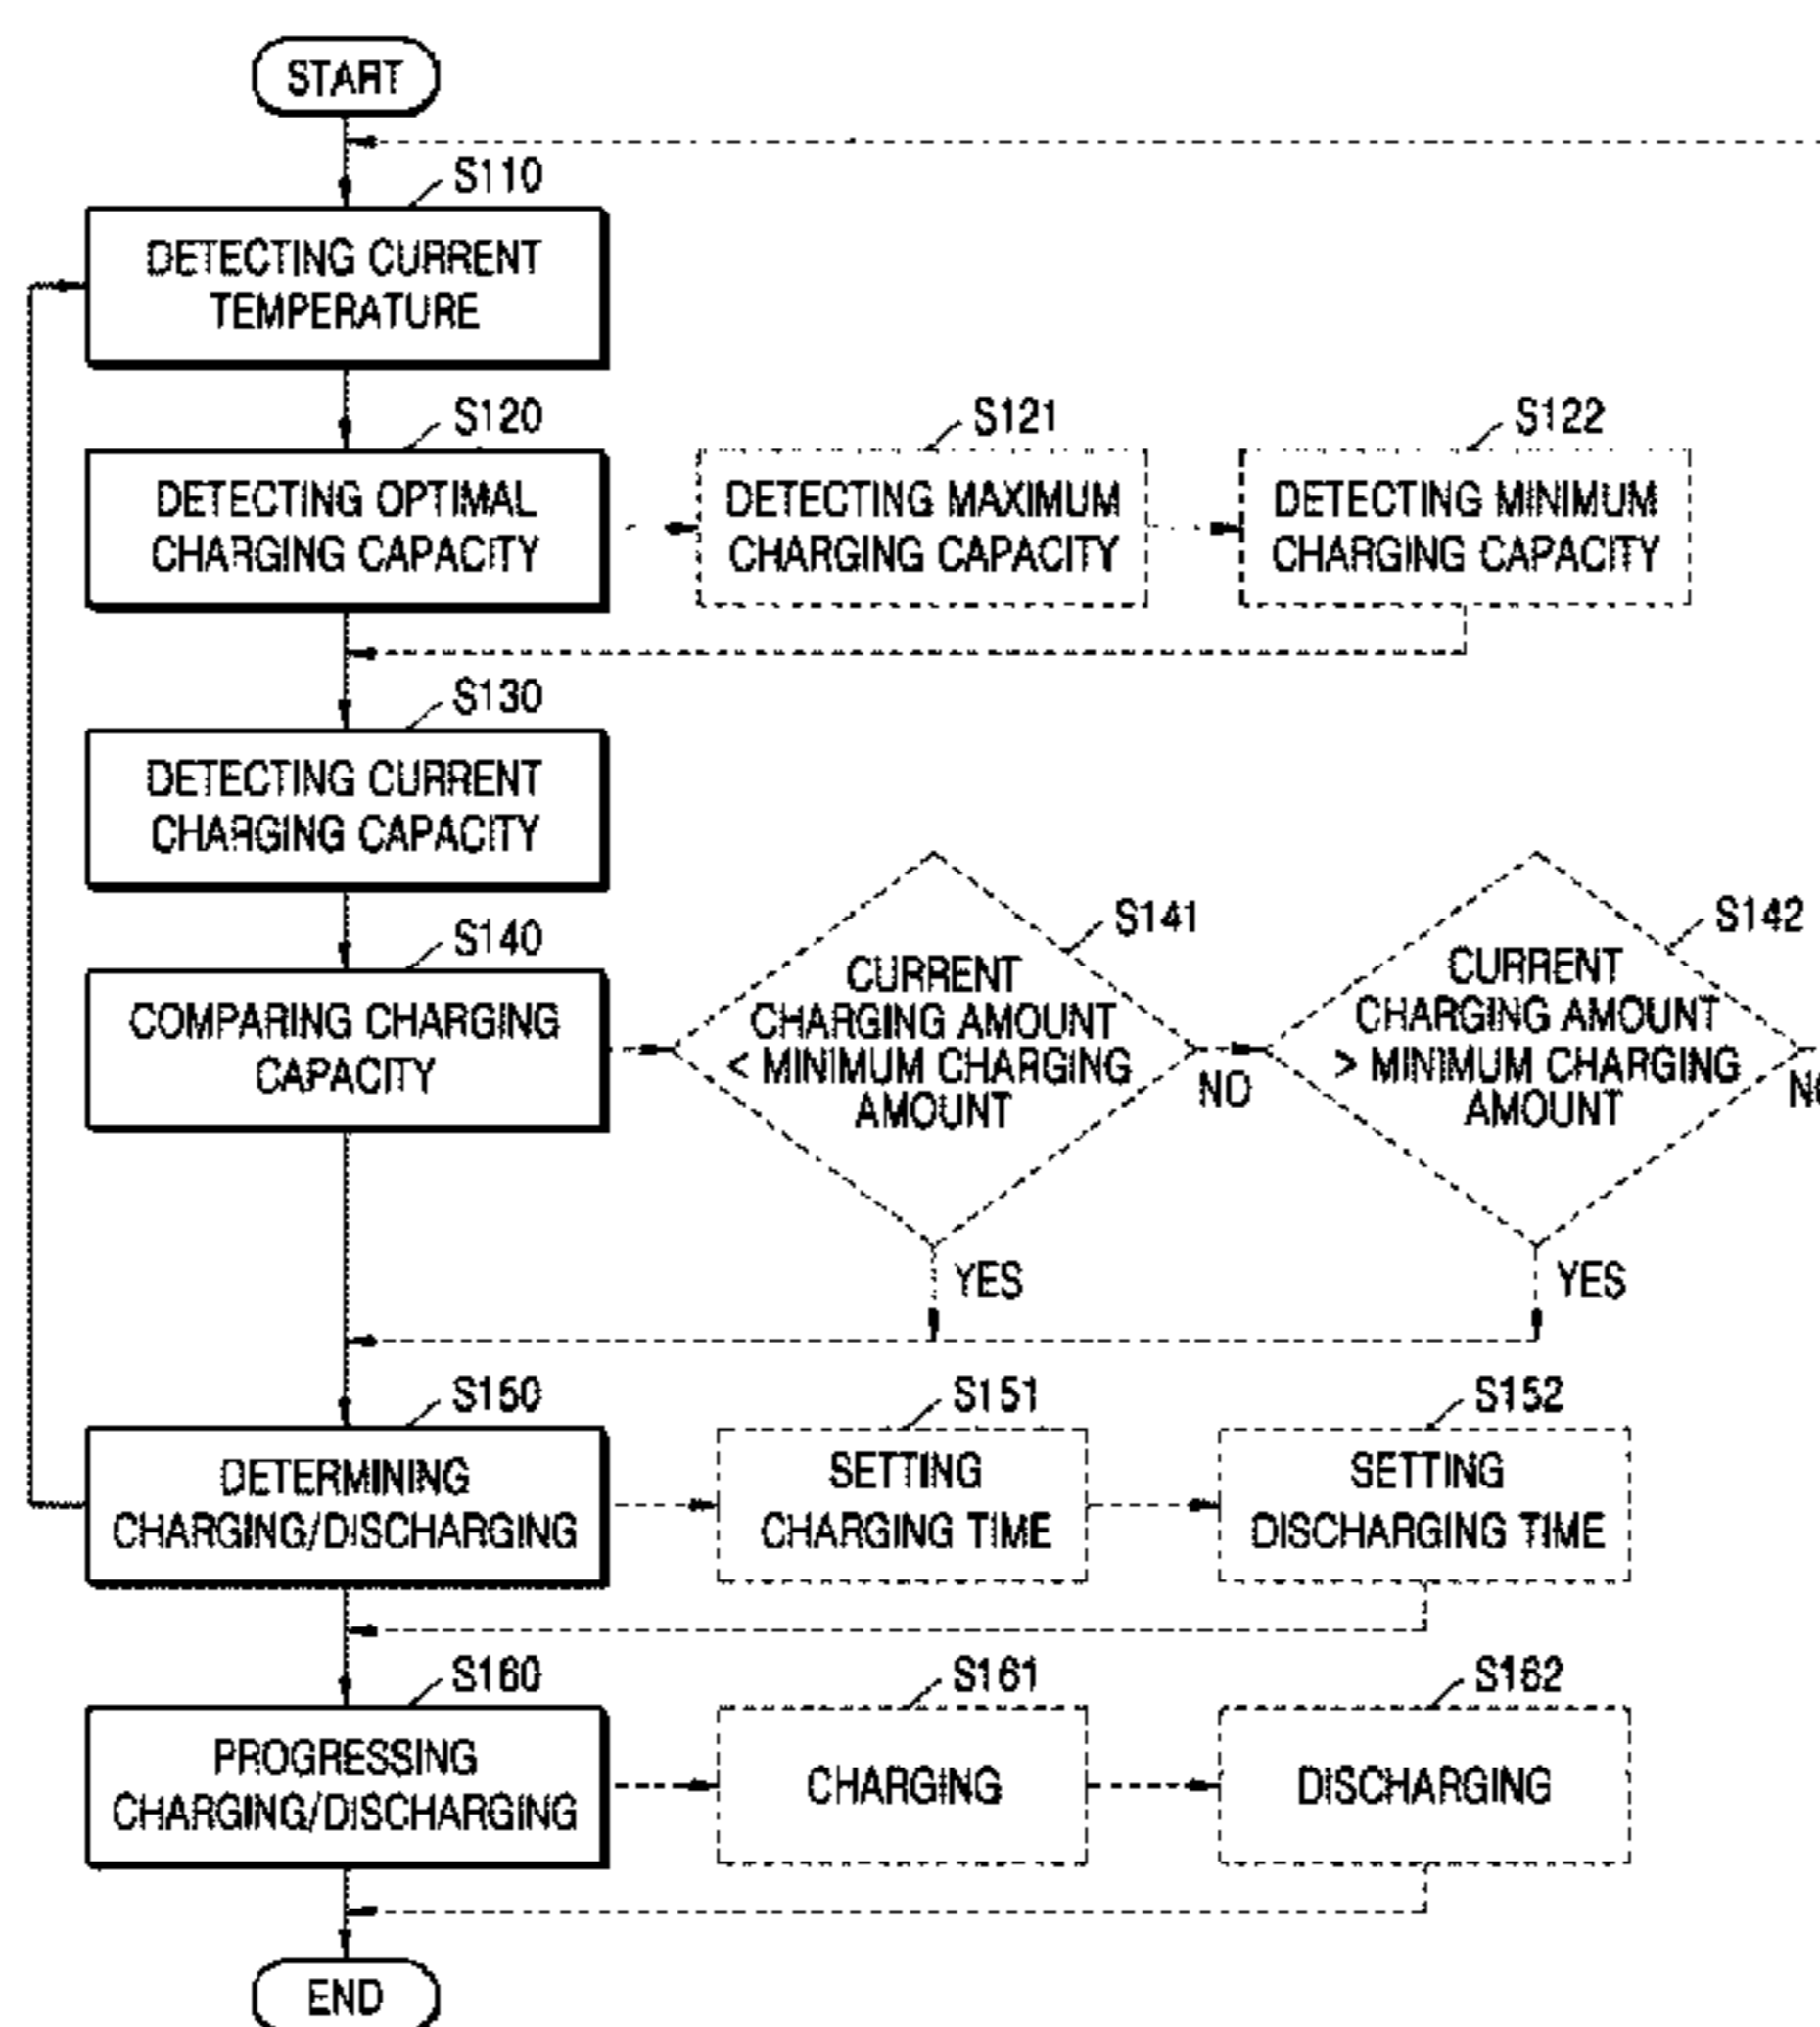 START
S110
DETECTING CURRENT
TEMPERATURE
S120
DETECTING OPTIMAL
CHARGING CAPACITY
S121
DETECTING MAXIMUM
CHARGING CAPACITY
S122
DETECTING MINIMUM
CHARGING CAPACITY
S130
DETECTING CURRENT
CHARGING CAPACITY
S140
COMPARING CHARGING
CAPACITY
S141
CURRENT
CHARGING AMOUNT
< MINIMUM CHARGING
AMOUNT
NO
YES
S142
CURRENT
CHARGING AMOUNT
> MINIMUM CHARGING
AMOUNT
YES
S150
DETERMINING
CHARGING/DISCHARGING
S151
SETTING
CHARGING TIME
S152
SETTING
DISCHARGING TIME
S160
PROGRESSING
CHARGING/DISCHARGING
S161
CHARGING
S162
DISCHARGING
END